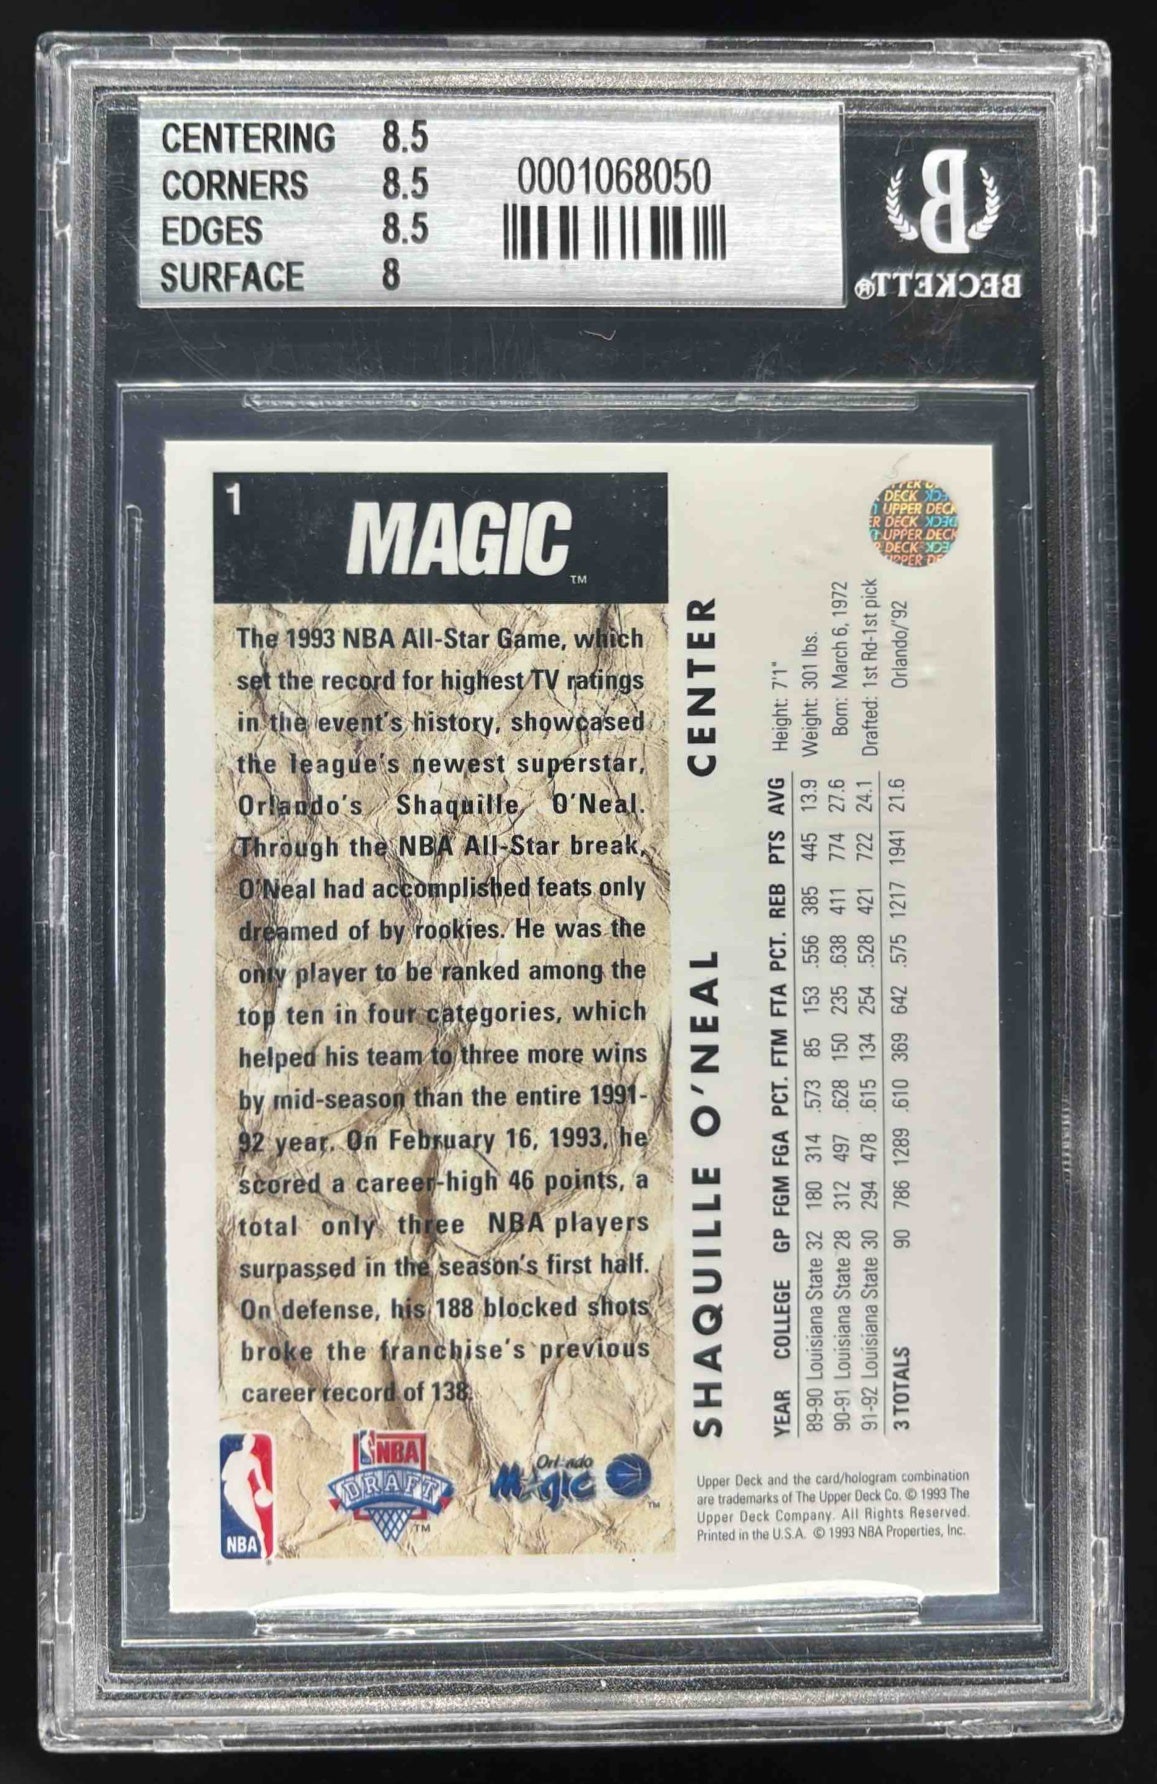 CENTERING 8.5
CORNERS 8.5
EDGES 8.5
SURFACE 8
0001068050
B
BECKETT®
1
MAGIC™
The 1993 NBA All-Star Game, which
set the record for highest TV ratings
in the event's history, showcased
the league's newest superstar,
Orlando's Shaquille O'Neal.
Through the NBA All-Star break,
O'Neal had accomplished feats only
dreamed of by rookies. He was the
only player to be ranked among the
top ten in four categories, which
helped his team to three more wins
by mid-season than the entire 1991-
92 year. On February 16, 1993, he
scored a career-high 46 points, a
total only three NBA players
surpassed in the season's first half.
On defense, his 188 blocked shots
broke the franchise's previous
career record of 138.
NBA®
NBA
DRAFT™
Orlando
Magic™
SHAQUILLE O'NEAL CENTER
Height: 7'1"
Weight: 301 lbs.
Born: March 6, 1972
Drafted: 1st Rd-1st pick
Orlando/'92
YEAR COLLEGE GP FGM FGA PCT. FTM FTA PCT. REB PTS AVG
89-90 Louisiana State 32 180 314 .573 85 153 .556 385 445 13.9
90-91 Louisiana State 28 312 497 .628 150 235 .638 411 774 27.6
91-92 Louisiana State 30 294 478 .615 134 254 .528 421 722 24.1
3 TOTALS 90 786 1289 .610 369 642 .575 1217 1941 21.6
DECK
UPPER DECK
DECK
UPPER DECK
DECK
Upper Deck and the card/hologram combination
are trademarks of The Upper Deck Co. © 1993 The
Upper Deck Company. All Rights Reserved.
Printed in the U.S.A. © 1993 NBA Properties, Inc.